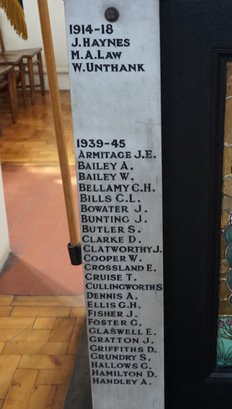 1914-18
J. HAYNES
M. A. LAW
W. UNTHANK
1939-45
ARMITAGE J. E.
BAILEY A.
BAILEY W.
BELLAMY C. H.
BILLS C. L.
BOWATER J.
BUNTING J.
BUTLER S.
CLARKE D.
CLATWORTHY J.
COOPER W.
CROSSLAND E.
CRUISE T.
CULLINGWORTH S
DENNIS A.
ELLIS G. H.
FISHER J.
FOSTER G.
GLASWELL E.
GRATTON J.
GRIFFITHS D.
GRUNDRY S.
HALLOWS G.
HAMILTON D.
HANDLEY A.